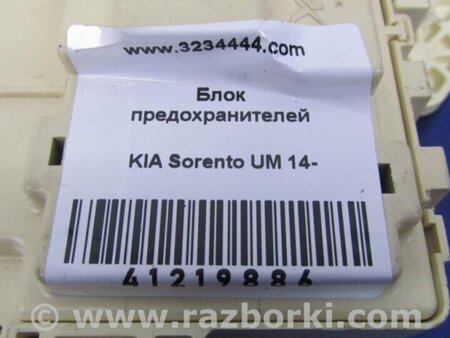 www.3234444.com
Блок
предохранителей
KIA Sorento UM 14-
41219886
www.razborki.com